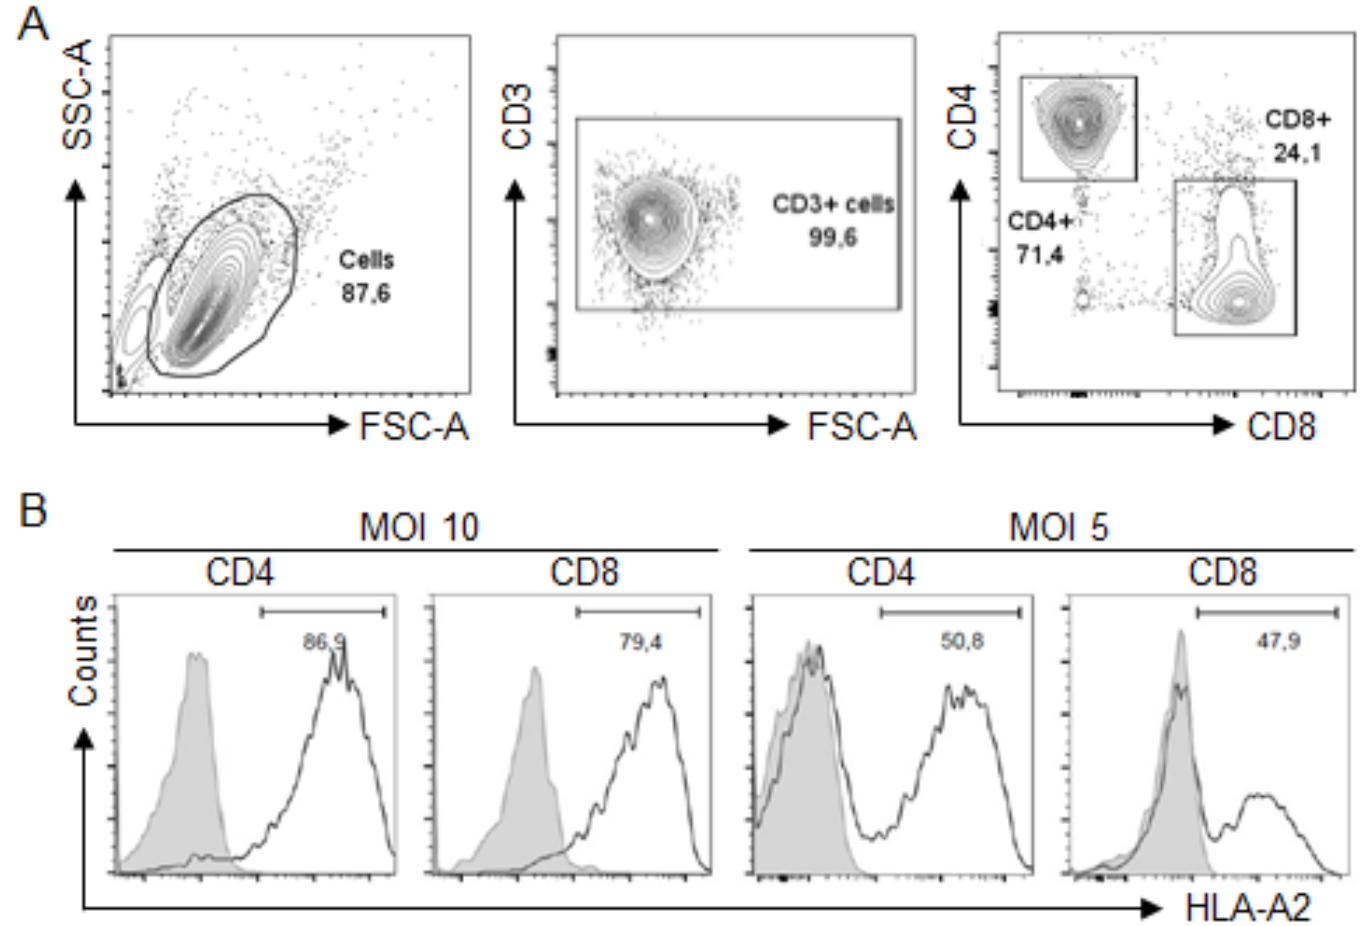 A
SSC-A
Cells
87,6
FSC-A
CD3
CD3+ cells
99,6
FSC-A
CD4
CD8+
24,1
CD4+
71,4
CD8
B
MOI 10
MOI 5
CD4
CD8
CD4
CD8
Counts
86,9
79,4
50,8
47,9
HLA-A2